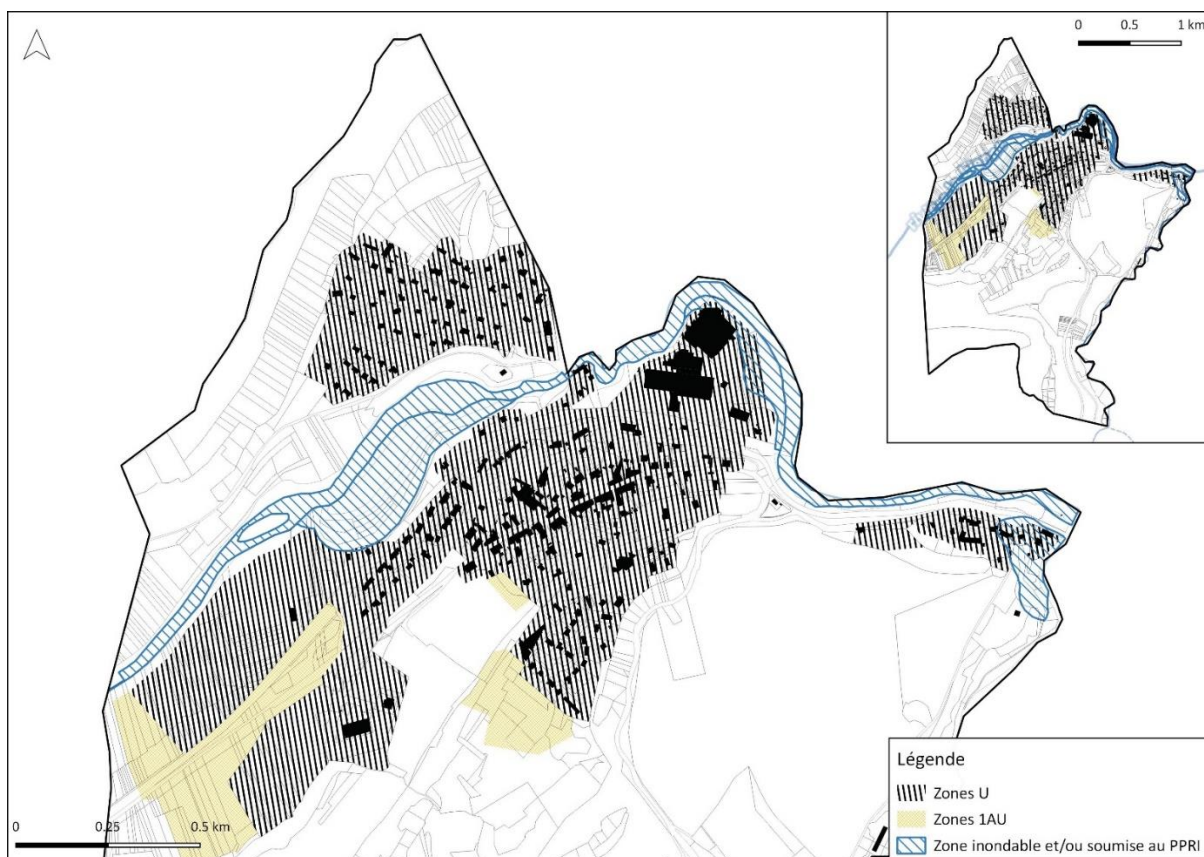 0 0.5 1 km
0 0.25 0.5 km
Légende
Zones U
Zones 1AU
Zone inondable et/ou soumise au PPRI